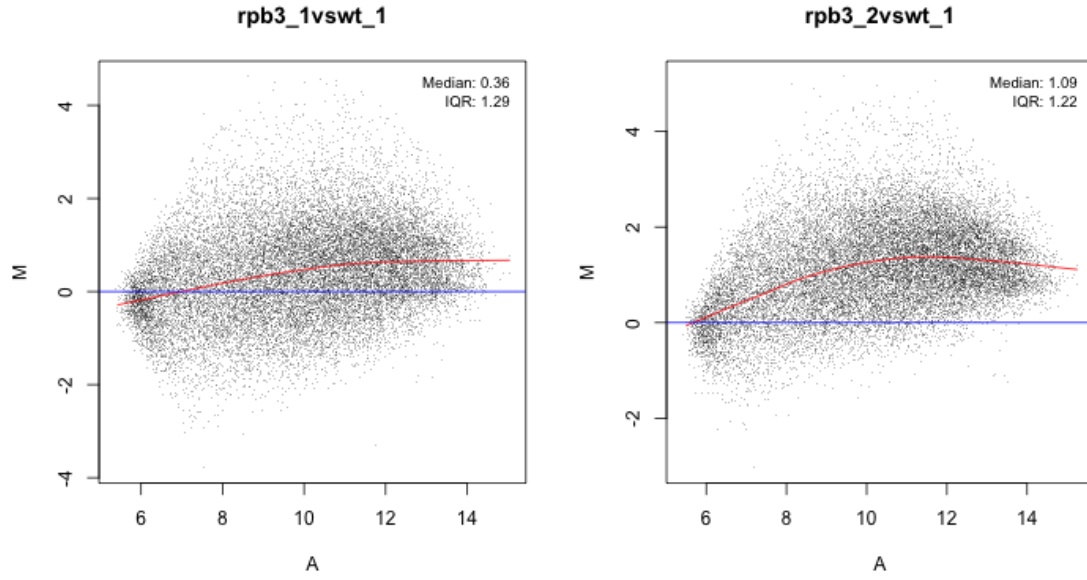 rpb3_1vswt_1
Median: 0.36
IQR: 1.29
M
4
2
0
-2
-4
6 8 10 12 14
A
rpb3_2vswt_1
Median: 1.09
IQR: 1.22
M
4
2
0
-2
6 8 10 12 14
A